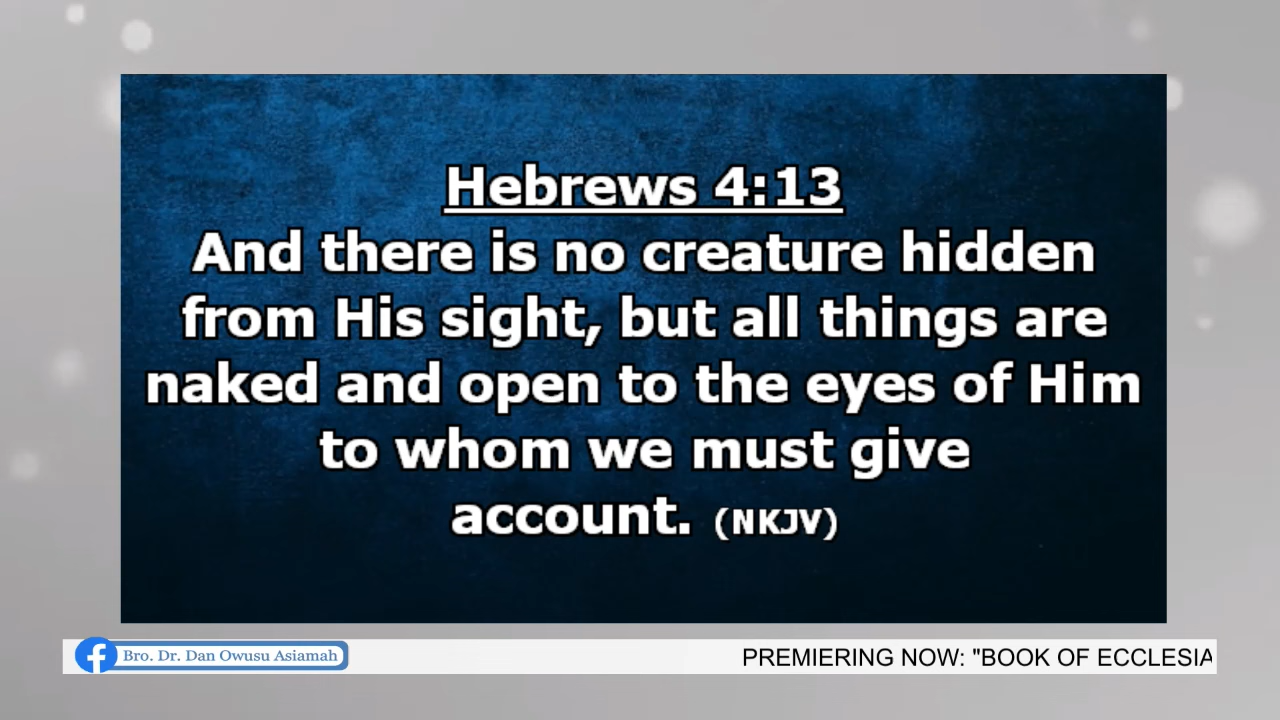 Hebrews 4:13
And there is no creature hidden
from His sight, but all things are
naked and open to the eyes of Him
to whom we must give
account. (NKJV)
Bro. Dr. Dan Owusu Asiamah
PREMIERING NOW: "BOOK OF ECCLESIA